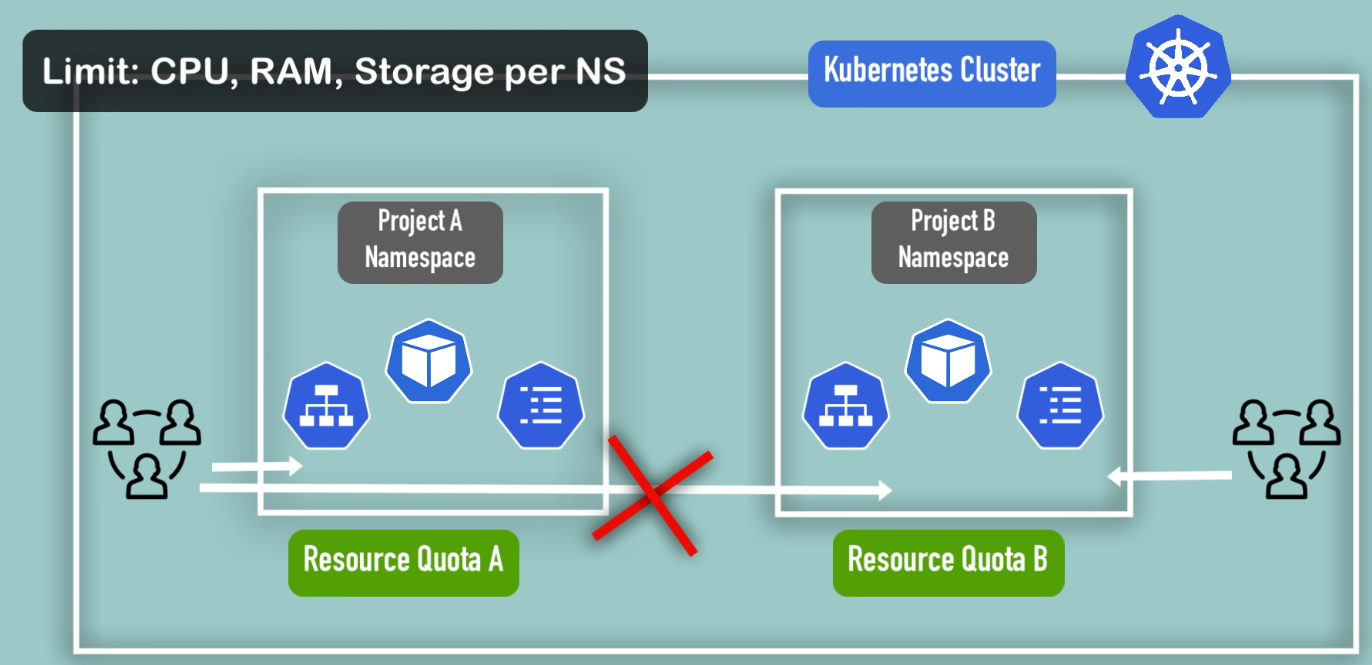 Limit: CPU, RAM, Storage per NS
Kubernetes Cluster
Project A
Namespace
Project B
Namespace
Resource Quota A
Resource Quota B